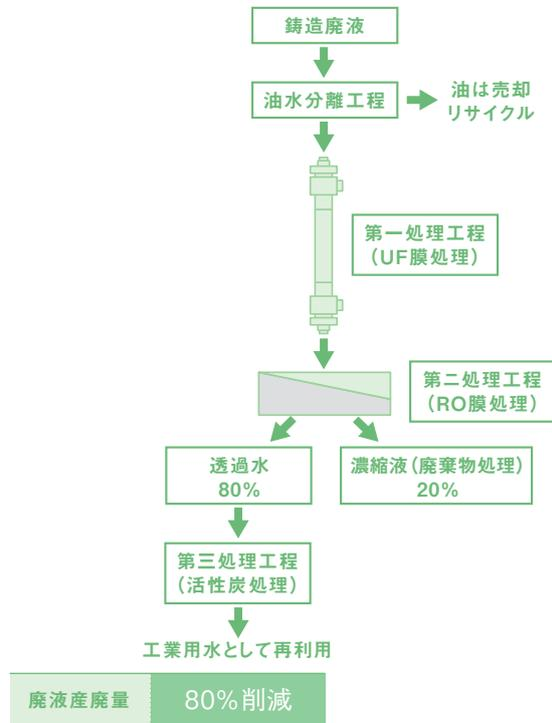 鋳造廃液
油水分離工程
油は売却
リサイクル
第一処理工程
（UF膜処理）
第二処理工程
（RO膜処理）
透過水
80%
濃縮液（廃棄物処理）
20%
第三処理工程
（活性炭処理）
工業用水として再利用
廃液産廃量
80%削減